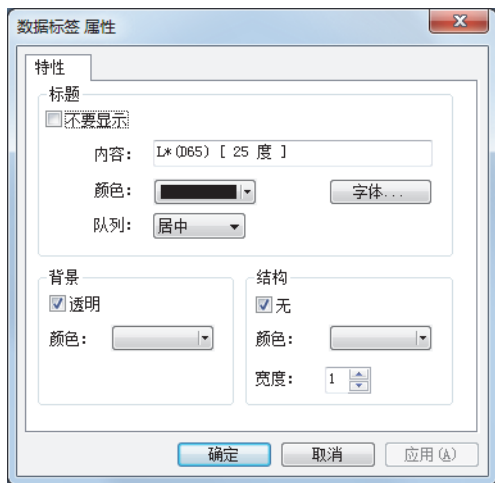 数据标签 属性
特性
标题
不要显示
内容: L*(D65) [ 25 度 ]
颜色: 字体...
队列: 居中
背景 结构
透明 无
颜色: 颜色:
宽度: 1
确定 取消 应用(A)